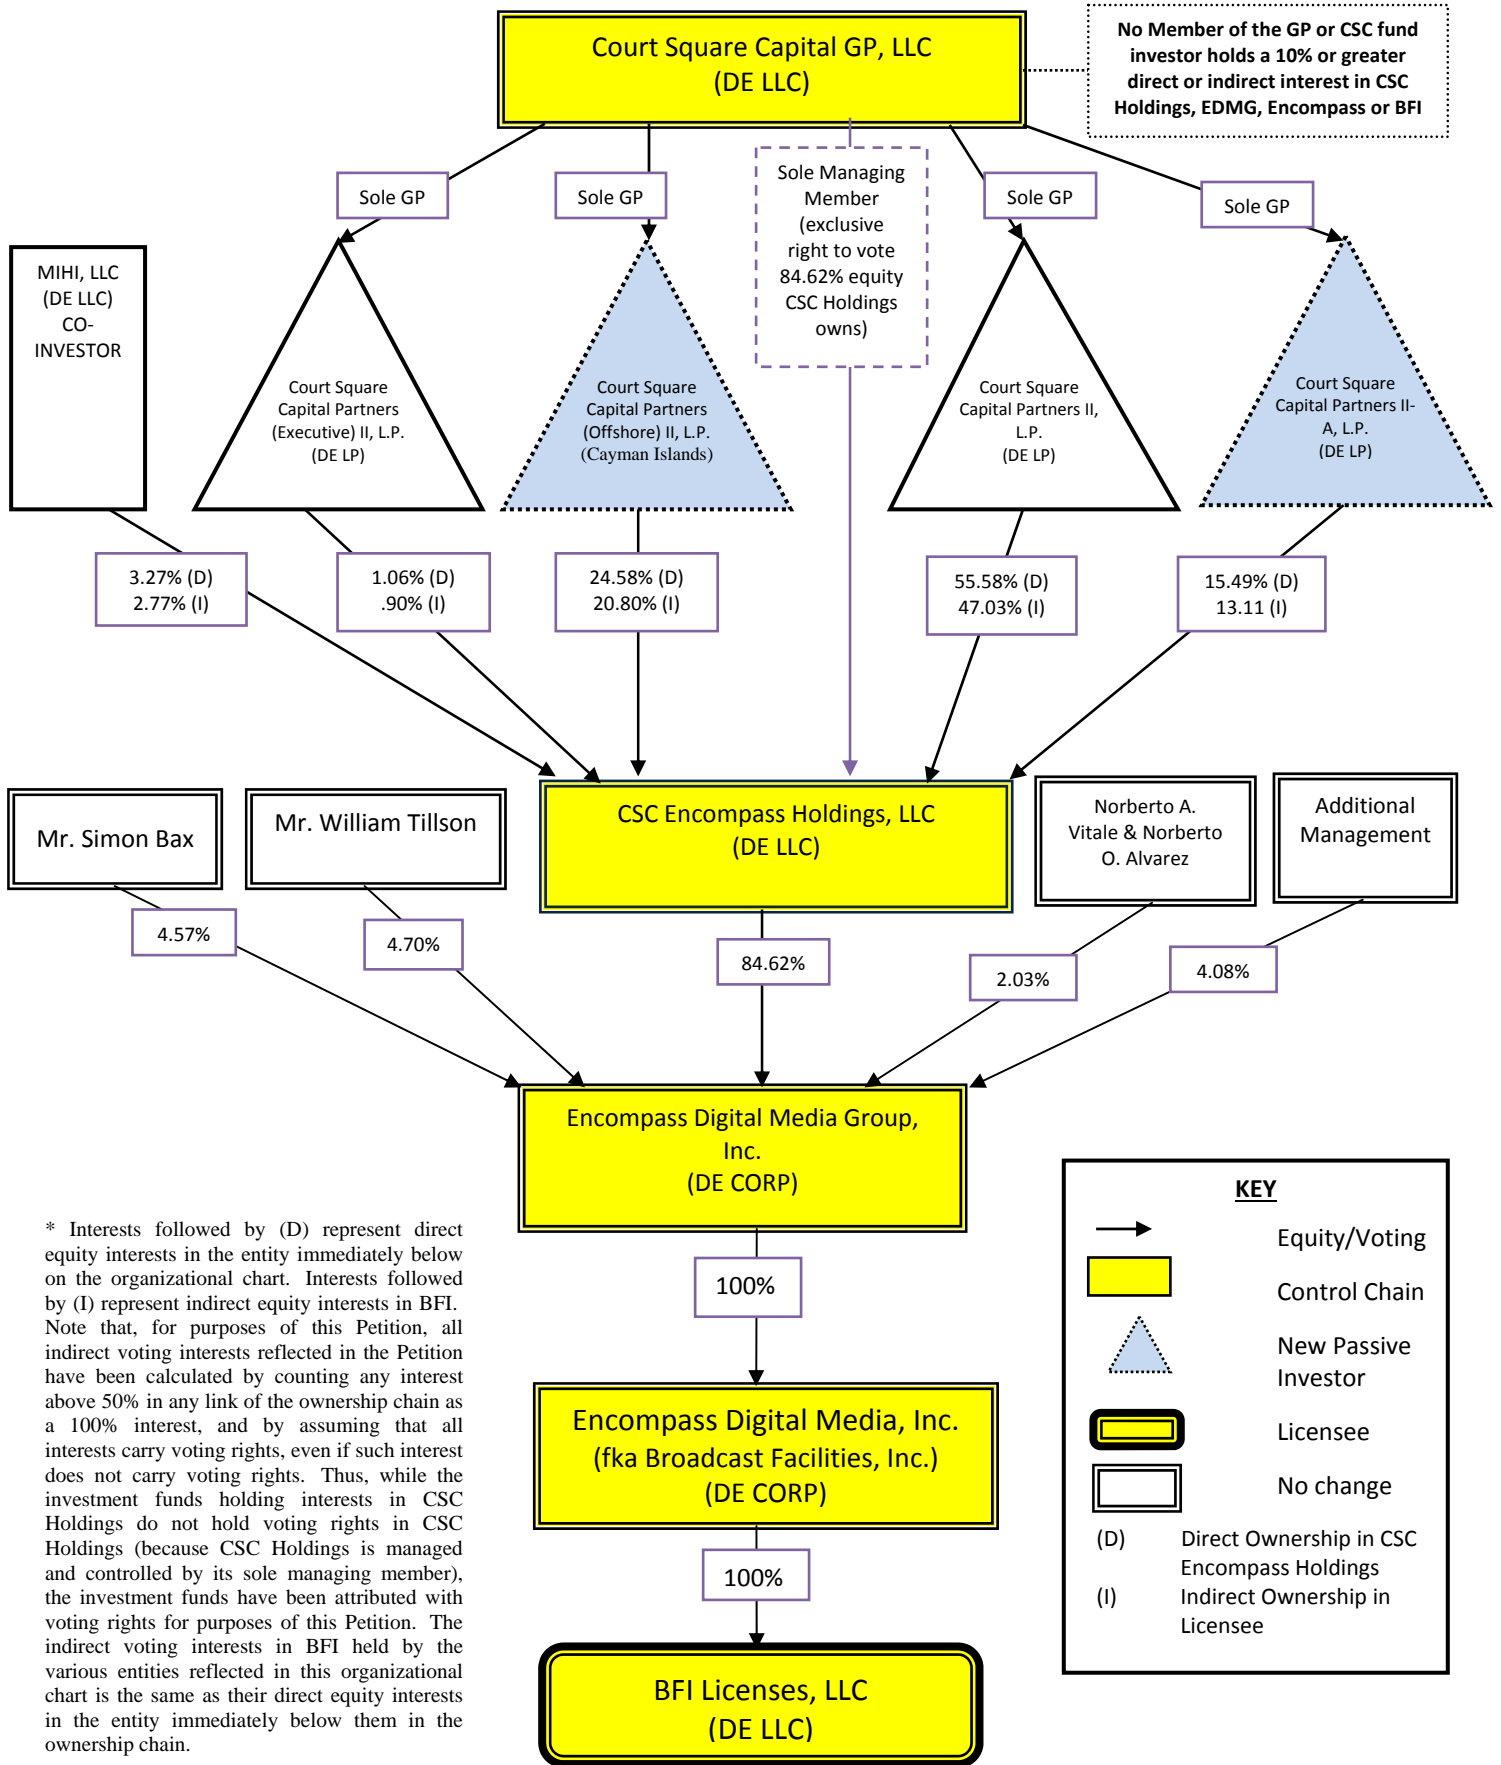 Court Square Capital GP, LLC
(DE LLC)
No Member of the GP or CSC fund
investor holds a 10% or greater
direct or indirect interest in CSC
Holdings, EDMG, Encompass or BFI
Sole GP
Sole GP
Sole Managing
Member
(exclusive
right to vote
84.62% equity
CSC Holdings
owns)
Sole GP
Sole GP
MIHI, LLC
(DE LLC)
CO-
INVESTOR
Court Square
Capital Partners
(Executive) II, L.P.
(DE LP)
Court Square
Capital Partners
(Offshore) II, L.P.
(Cayman Islands)
Court Square
Capital Partners II,
L.P.
(DE LP)
Court Square
Capital Partners II-
A, L.P.
(DE LP)
3.27% (D)
2.77% (I)
1.06% (D)
.90% (I)
24.58% (D)
20.80% (I)
55.58% (D)
47.03% (I)
15.49% (D)
13.11 (I)
Mr. Simon Bax
Mr. William Tillson
CSC Encompass Holdings, LLC
(DE LLC)
Norberto A.
Vitale & Norberto
O. Alvarez
Additional
Management
4.57%
4.70%
84.62%
2.03%
4.08%
Encompass Digital Media Group,
Inc.
(DE CORP)
100%
Encompass Digital Media, Inc.
(fka Broadcast Facilities, Inc.)
(DE CORP)
100%
BFI Licenses, LLC
(DE LLC)
* Interests followed by (D) represent direct
equity interests in the entity immediately below
on the organizational chart. Interests followed
by (I) represent indirect equity interests in BFI.
Note that, for purposes of this Petition, all
indirect voting interests reflected in the Petition
have been calculated by counting any interest
above 50% in any link of the ownership chain as
a 100% interest, and by assuming that all
interests carry voting rights, even if such interest
does not carry voting rights. Thus, while the
investment funds holding interests in CSC
Holdings do not hold voting rights in CSC
Holdings (because CSC Holdings is managed
and controlled by its sole managing member),
the investment funds have been attributed with
voting rights for purposes of this Petition. The
indirect voting interests in BFI held by the
various entities reflected in this organizational
chart is the same as their direct equity interests
in the entity immediately below them in the
ownership chain.
KEY
Equity/Voting
Control Chain
New Passive
Investor
Licensee
No change
(D) Direct Ownership in CSC
Encompass Holdings
(I) Indirect Ownership in
Licensee